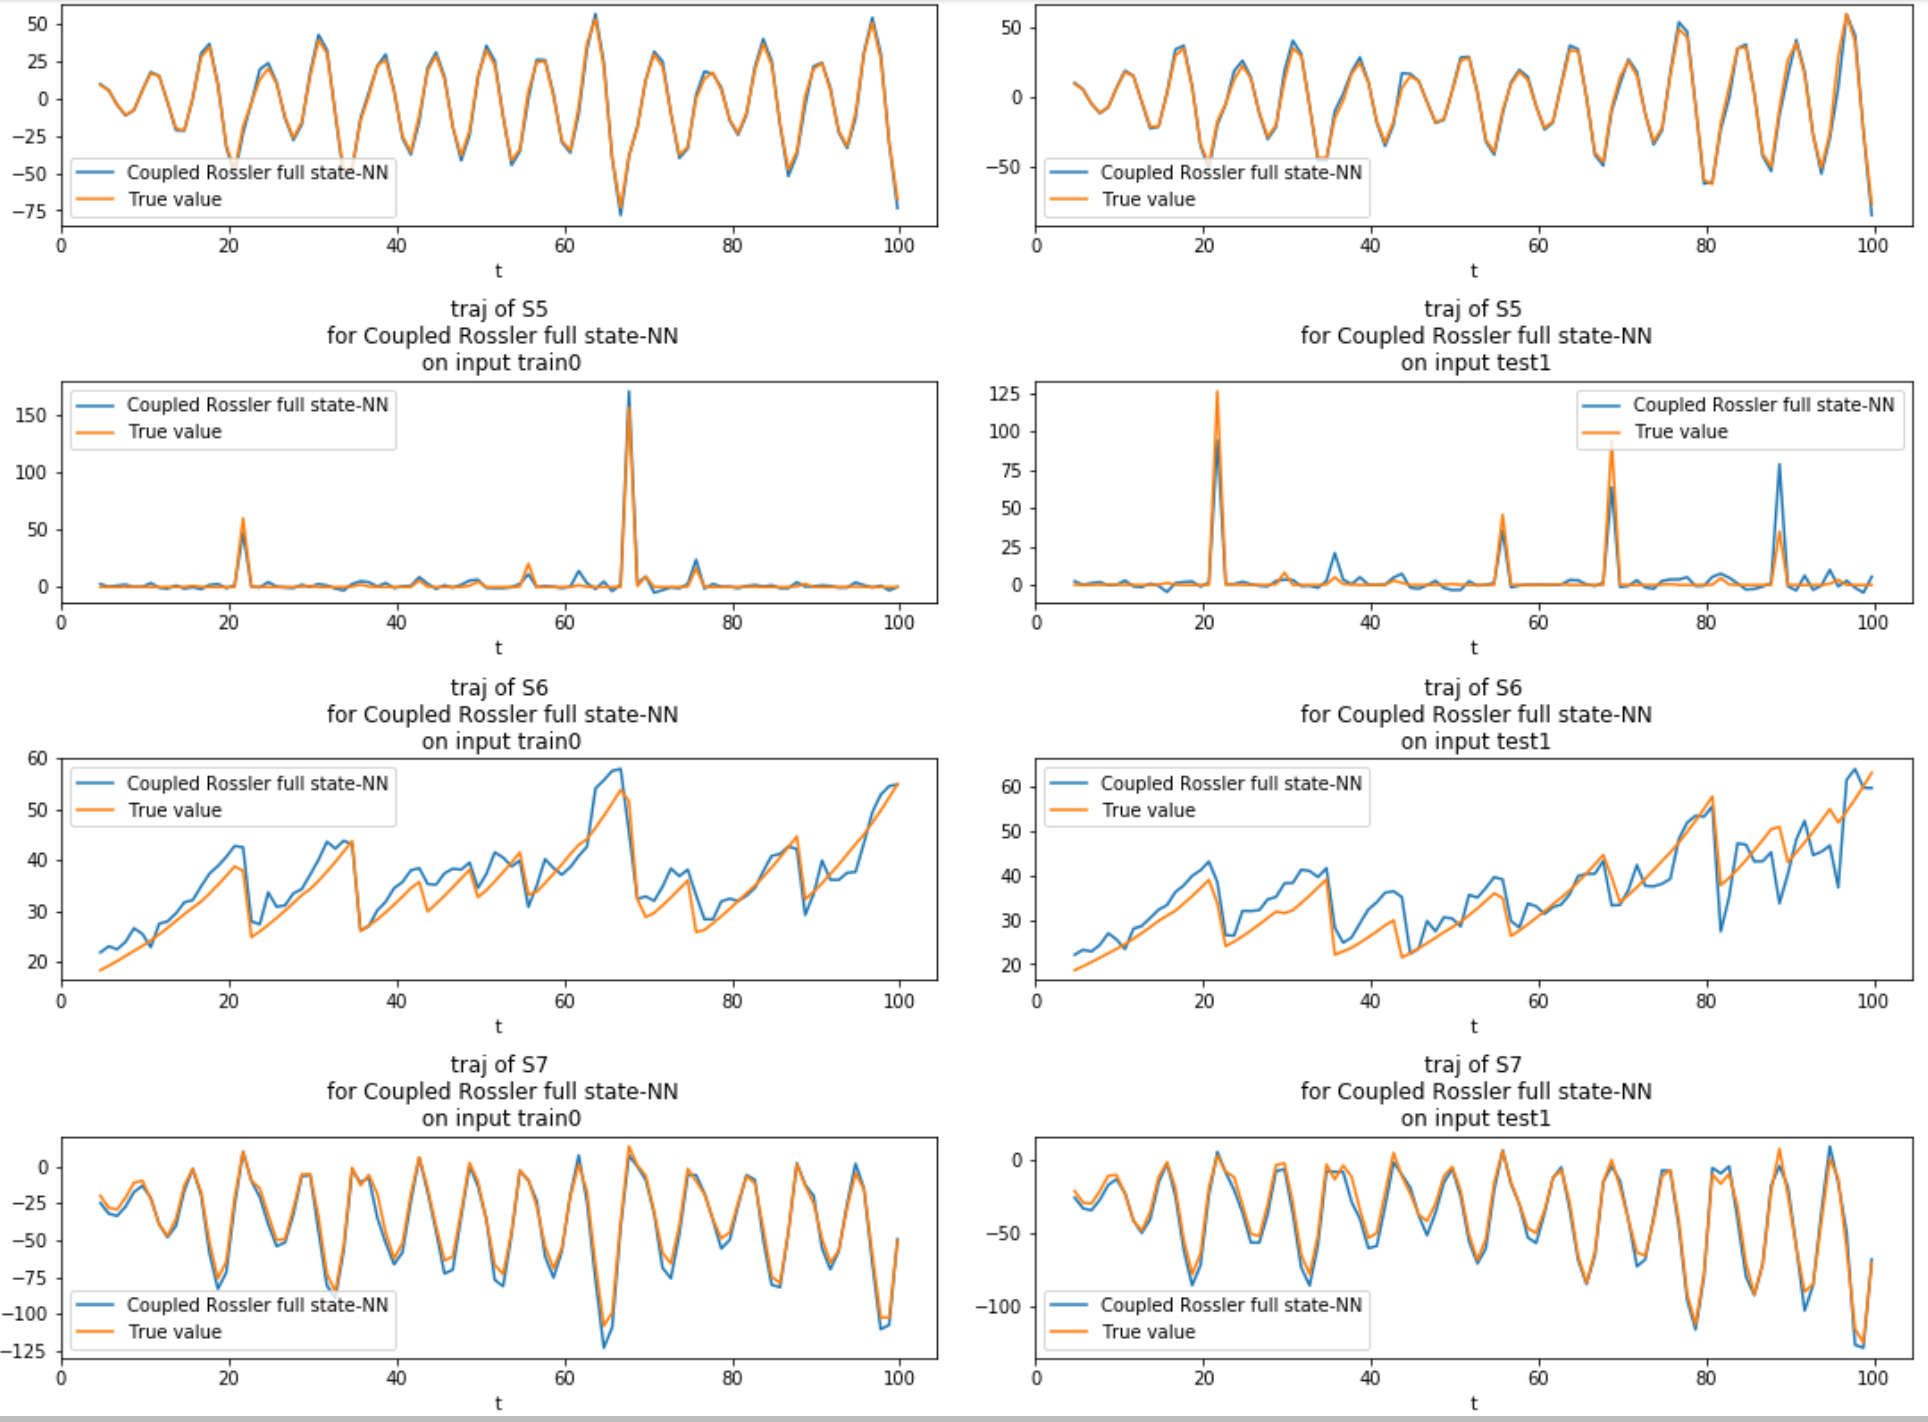 50
25
0
−25
−50
−75
Coupled Rossler full state-NN
True value
0 20 40 60 80 100
t
50
0
−50
Coupled Rossler full state-NN
True value
0 20 40 60 80 100
t
traj of S5
for Coupled Rossler full state-NN
on input train0
150
100
50
0
Coupled Rossler full state-NN
True value
0 20 40 60 80 100
t
traj of S5
for Coupled Rossler full state-NN
on input test1
125
100
75
50
25
0
Coupled Rossler full state-NN
True value
0 20 40 60 80 100
t
traj of S6
for Coupled Rossler full state-NN
on input train0
60
50
40
30
20
Coupled Rossler full state-NN
True value
0 20 40 60 80 100
t
traj of S6
for Coupled Rossler full state-NN
on input test1
60
50
40
30
20
Coupled Rossler full state-NN
True value
0 20 40 60 80 100
t
traj of S7
for Coupled Rossler full state-NN
on input train0
0
−25
−50
−75
−100
−125
Coupled Rossler full state-NN
True value
0 20 40 60 80 100
t
traj of S7
for Coupled Rossler full state-NN
on input test1
0
−50
−100
Coupled Rossler full state-NN
True value
0 20 40 60 80 100
t